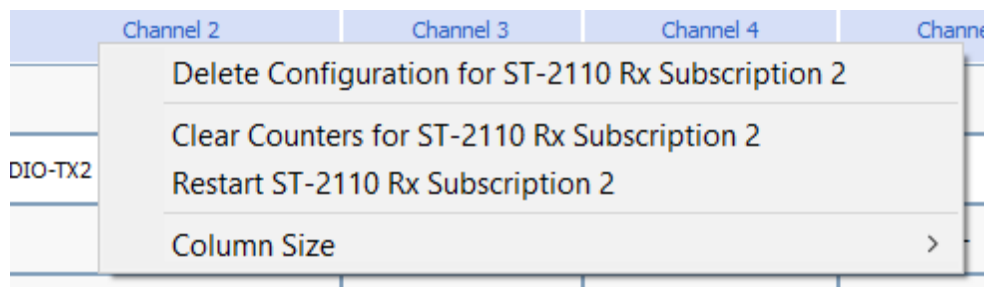 Channel 2 Channel 3 Channel 4 Channe
Delete Configuration for ST-2110 Rx Subscription 2
Clear Counters for ST-2110 Rx Subscription 2
DIO-TX2
Restart ST-2110 Rx Subscription 2
Column Size